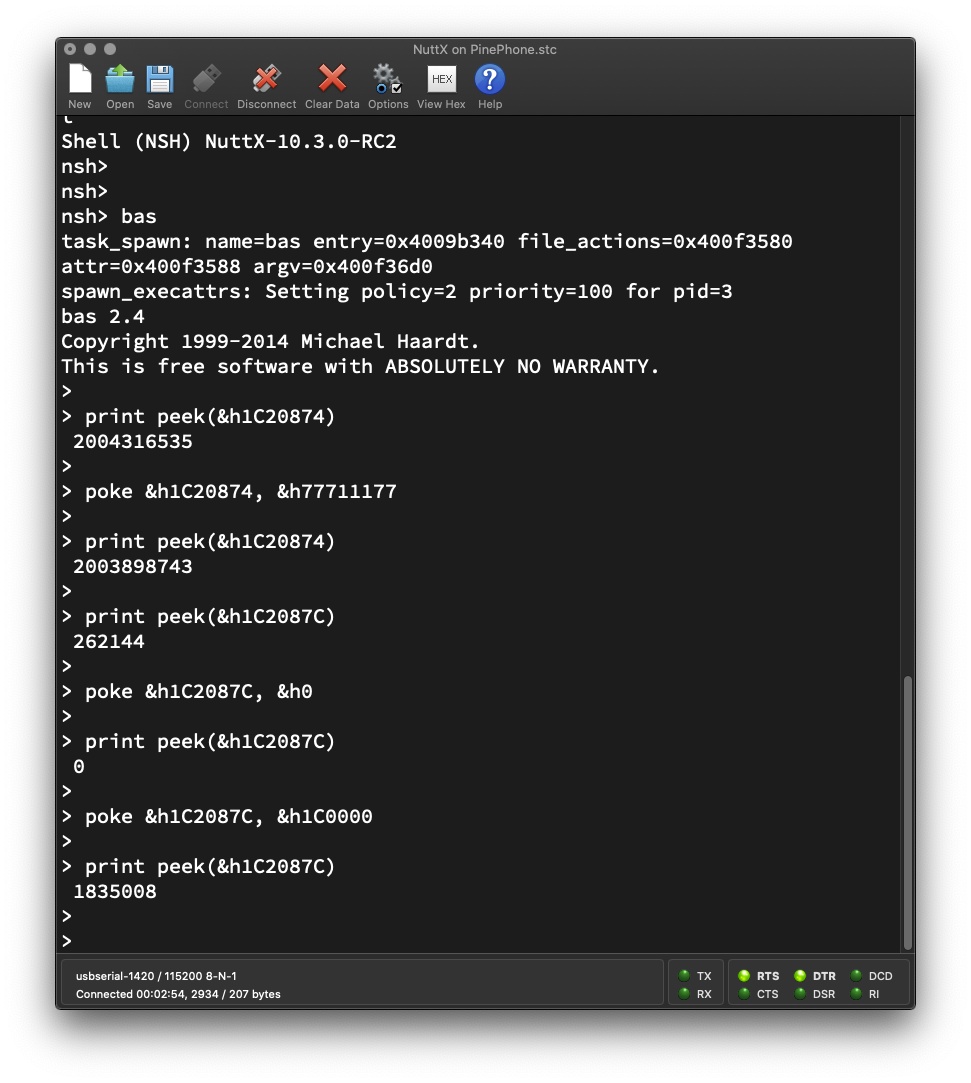 NuttX on PinePhone.stc
New Open Save Connect Disconnect Clear Data Options View Hex Help
HEX
?
Shell (NSH) NuttX-10.3.0-RC2
nsh>
nsh>
nsh> bas
task_spawn: name=bas entry=0x4009b340 file_actions=0x400f3580
attr=0x400f3588 argv=0x400f36d0
spawn_execattrs: Setting policy=2 priority=100 for pid=3
bas 2.4
Copyright 1999-2014 Michael Haardt.
This is free software with ABSOLUTELY NO WARRANTY.
>
> print peek(&h1C20874)
2004316535
>
> poke &h1C20874, &h77711177
>
> print peek(&h1C20874)
2003898743
>
> print peek(&h1C2087C)
262144
>
> poke &h1C2087C, &h0
>
> print peek(&h1C2087C)
0
>
> poke &h1C2087C, &h1C0000
>
> print peek(&h1C2087C)
1835008
>
>
usbserial-1420 / 115200 8-N-1
Connected 00:02:54, 2934 / 207 bytes
TX RTS DTR DCD
RX CTS DSR RI